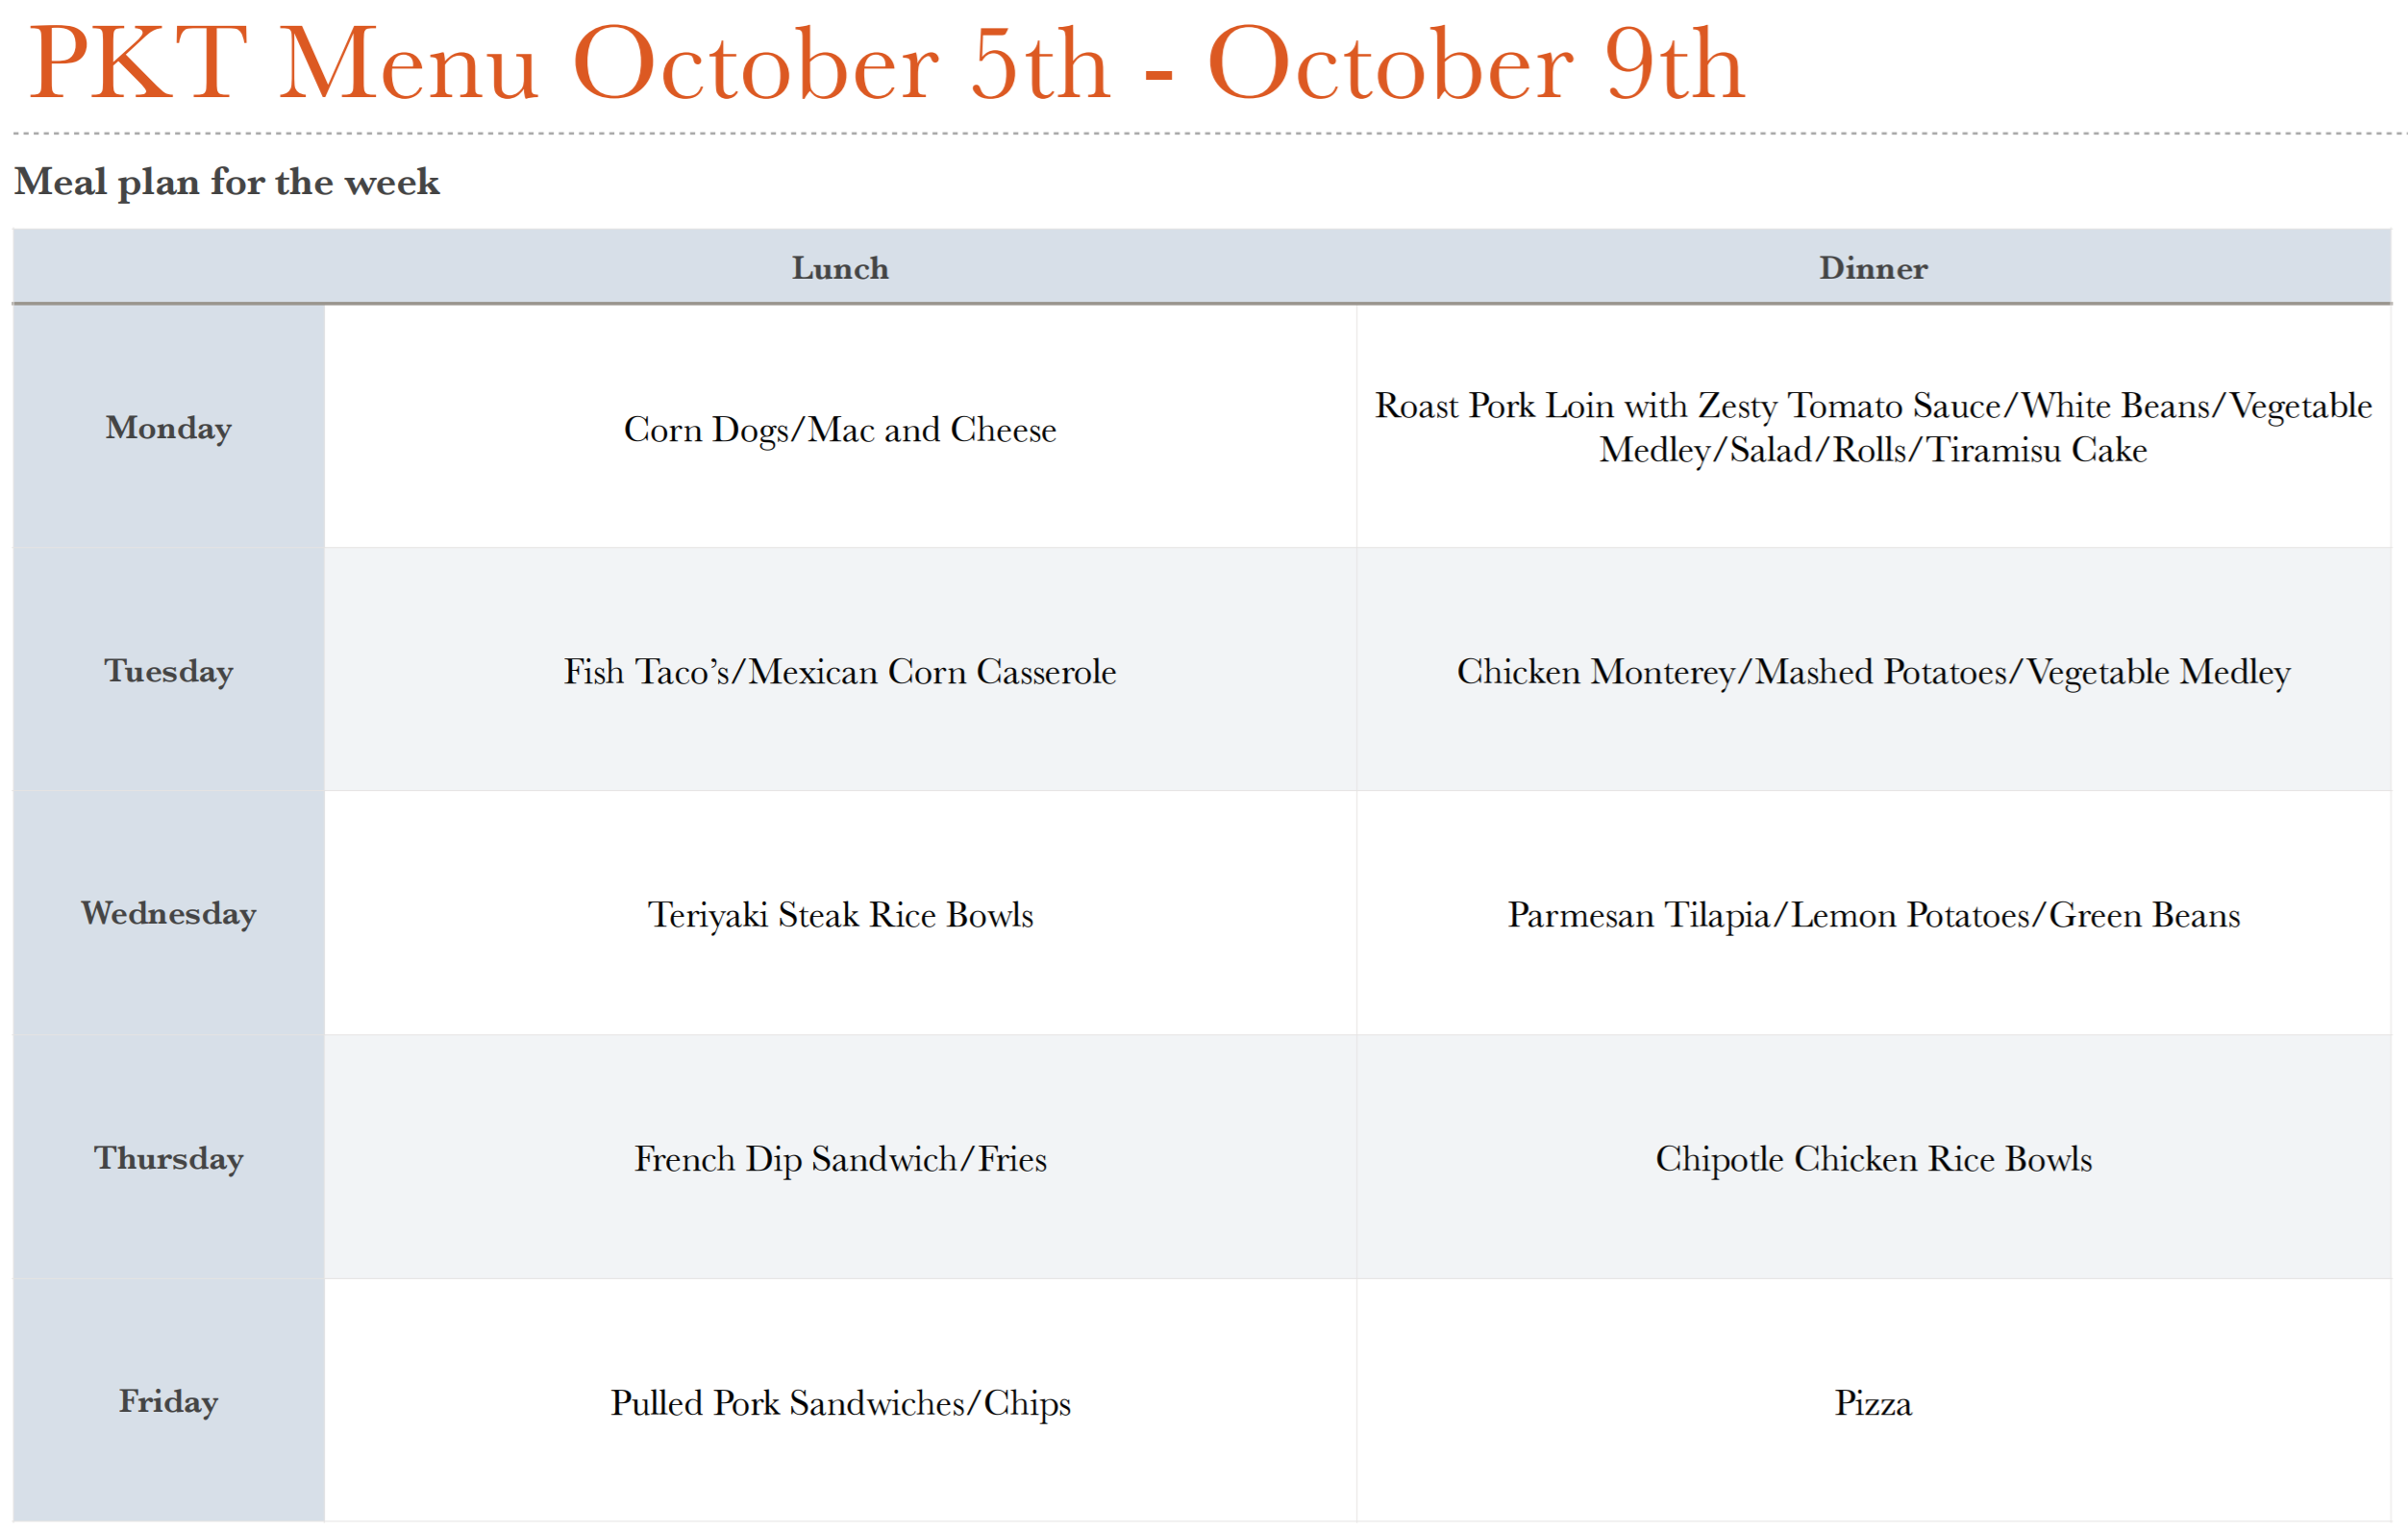 PKT Menu October 5th - October 9th
Meal plan for the week
Lunch Dinner
Monday Corn Dogs/Mac and Cheese Roast Pork Loin with Zesty Tomato Sauce/White Beans/Vegetable
Medley/Salad/Rolls/Tiramisu Cake
Tuesday Fish Taco’s/Mexican Corn Casserole Chicken Monterey/Mashed Potatoes/Vegetable Medley
Wednesday Teriyaki Steak Rice Bowls Parmesan Tilapia/Lemon Potatoes/Green Beans
Thursday French Dip Sandwich/Fries Chipotle Chicken Rice Bowls
Friday Pulled Pork Sandwiches/Chips Pizza